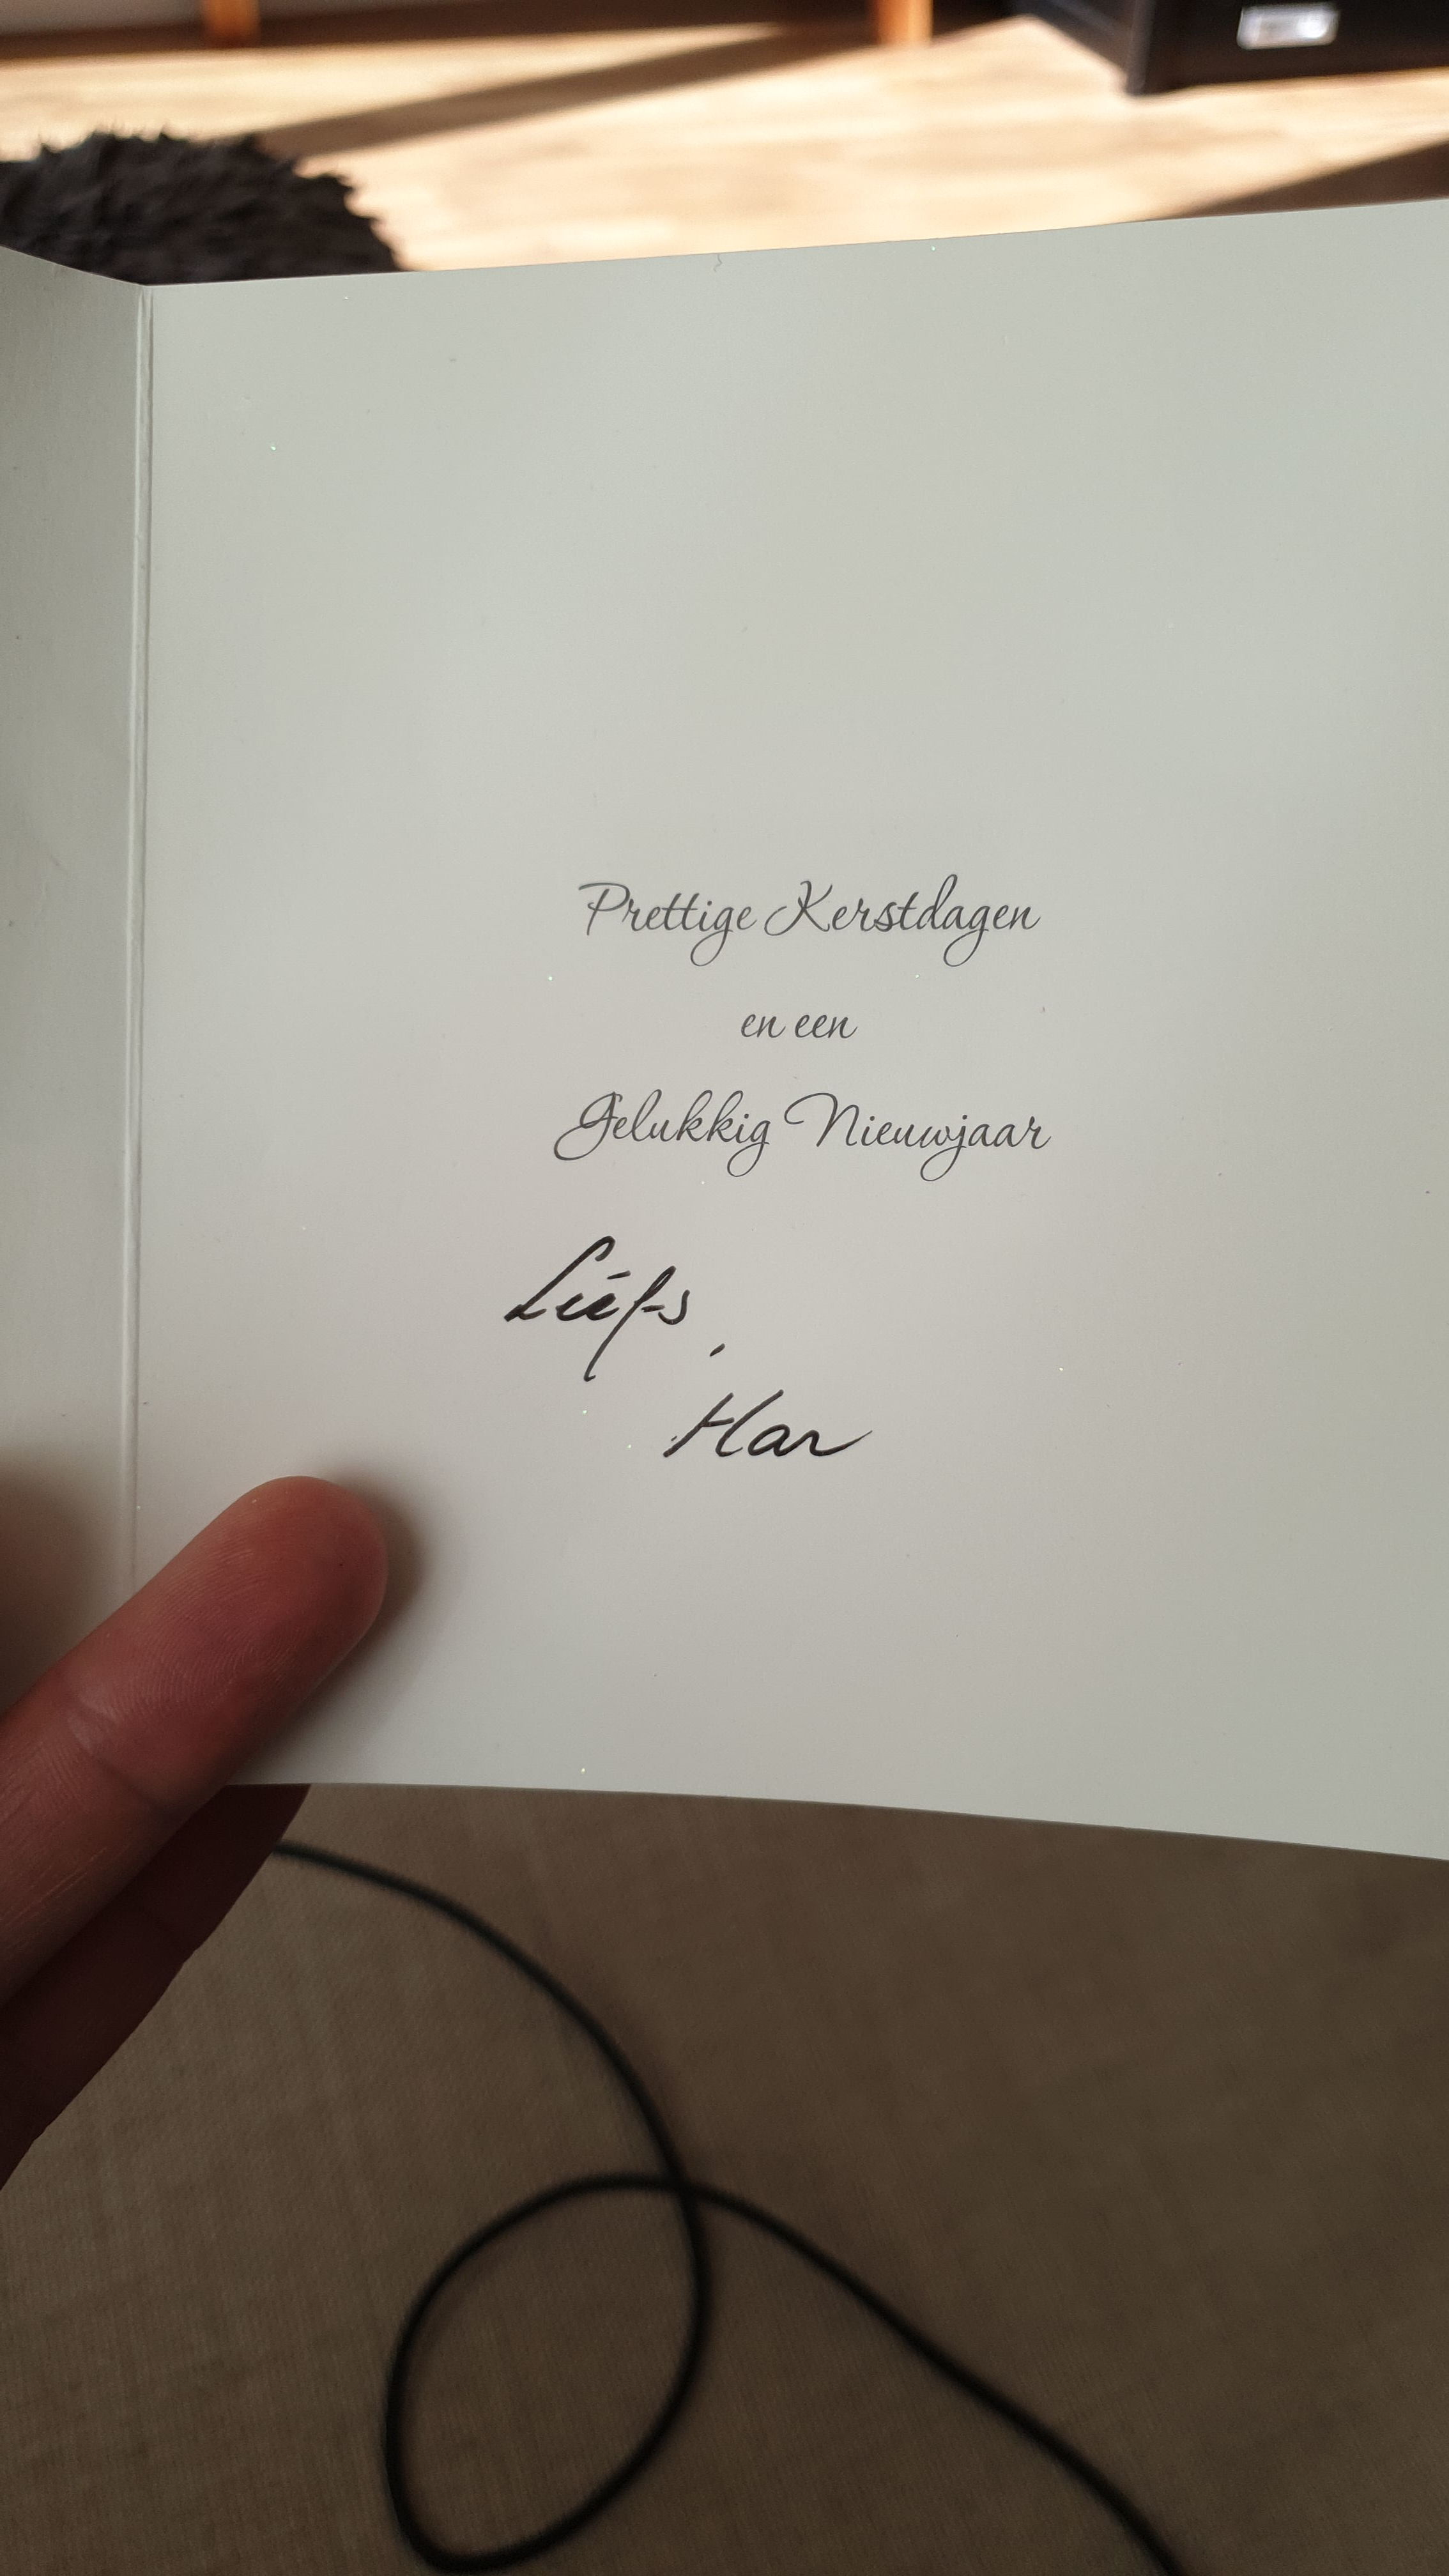 Prettige Kerstdagen
en een
Gelukkig Nieuwjaar
Liefs,
Har